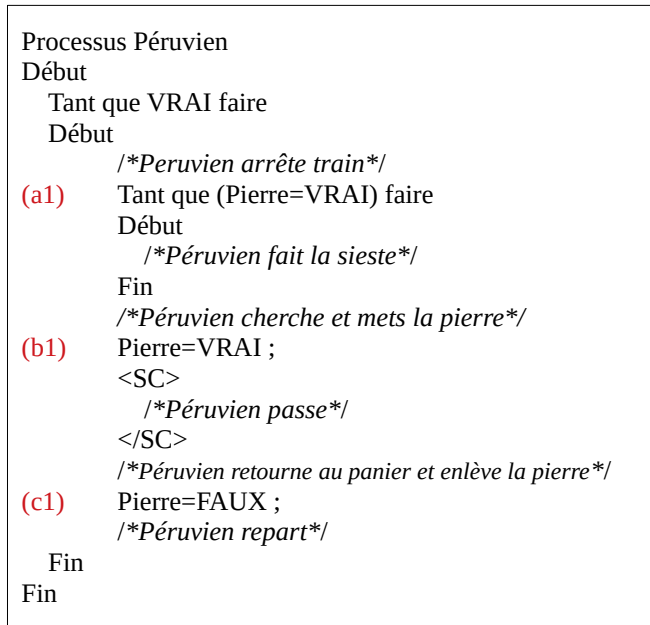 Processus Péruvien
Début
Tant que VRAI faire
Début
/*Peruvien arrête train*/
(a1) Tant que (Pierre=VRAI) faire
Début
/*Péruvien fait la sieste*/
Fin
/*Péruvien cherche et mets la pierre*/
(b1) Pierre=VRAI ;
<SC>
/*Péruvien passe*/
</SC>
/*Péruvien retourne au panier et enlève la pierre*/
(c1) Pierre=FAUX ;
/*Péruvien repart*/
Fin
Fin